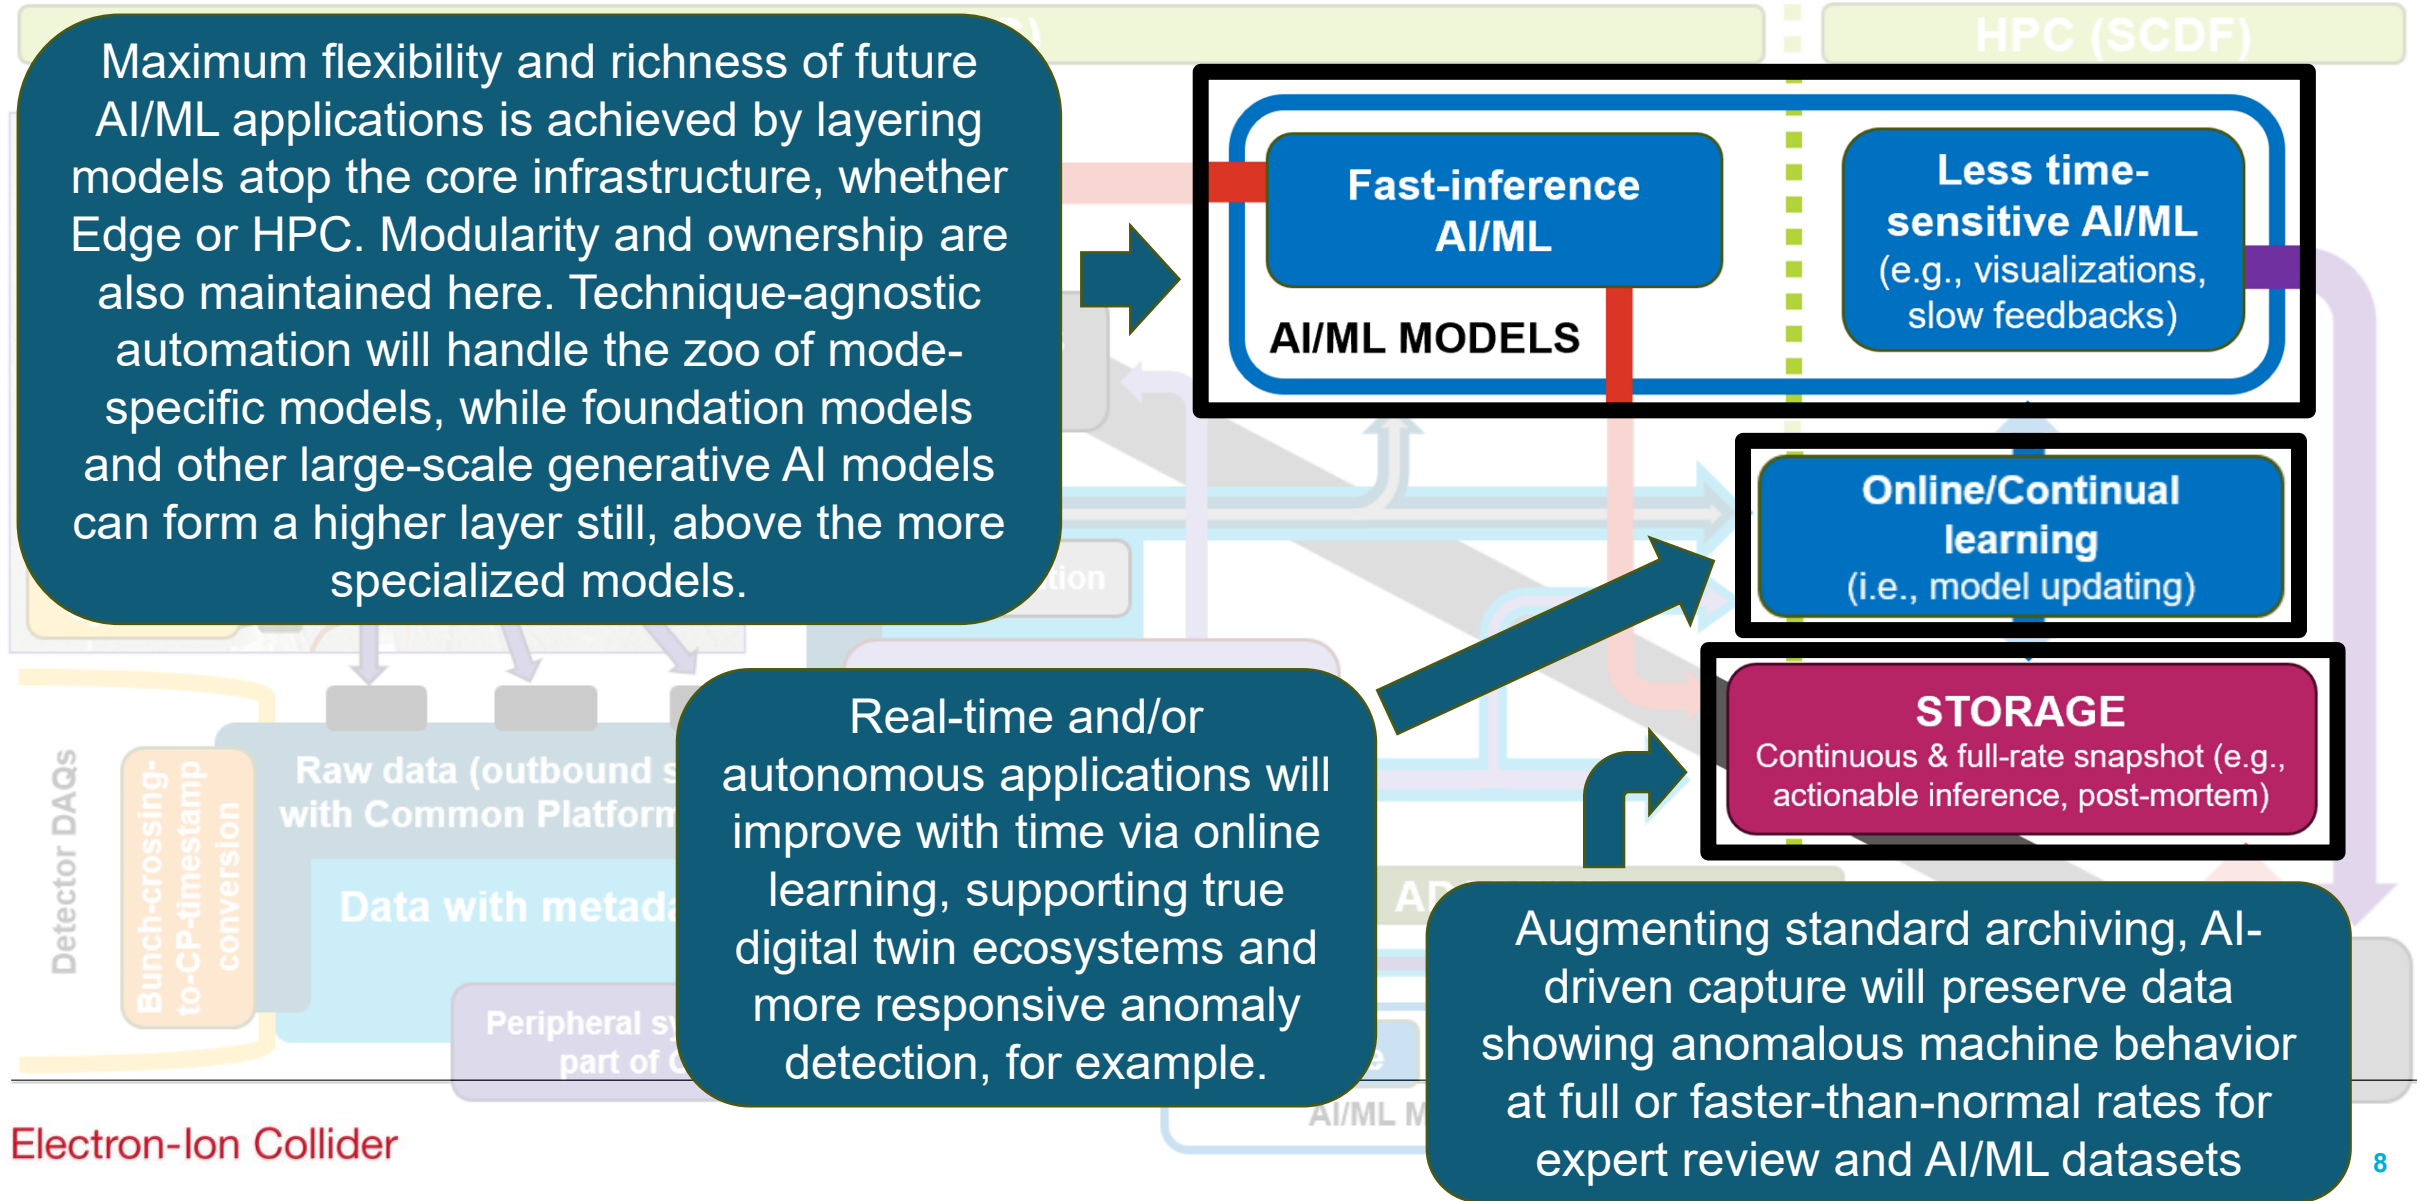 HPC (SCDF)
Maximum flexibility and richness of future
AI/ML applications is achieved by layering
models atop the core infrastructure, whether
Edge or HPC. Modularity and ownership are
also maintained here. Technique-agnostic
automation will handle the zoo of mode-
specific models, while foundation models
and other large-scale generative AI models
can form a higher layer still, above the more
specialized models.
Fast-inference
AI/ML
AI/ML MODELS
Less time-
sensitive AI/ML
(e.g., visualizations,
slow feedbacks)
Online/Continual
learning
(i.e., model updating)
STORAGE
Continuous & full-rate snapshot (e.g.,
actionable inference, post-mortem)
Real-time and/or
autonomous applications will
improve with time via online
learning, supporting true
digital twin ecosystems and
more responsive anomaly
detection, for example.
Augmenting standard archiving, AI-
driven capture will preserve data
showing anomalous machine behavior
at full or faster-than-normal rates for
expert review and AI/ML datasets
Detector DAQs
Bunch-crossing-
to-CP-timestamp
conversion
Raw data (outbound
with Common Platform
Data with
Peripheral
part of
AI/ML
Electron-Ion Collider
8